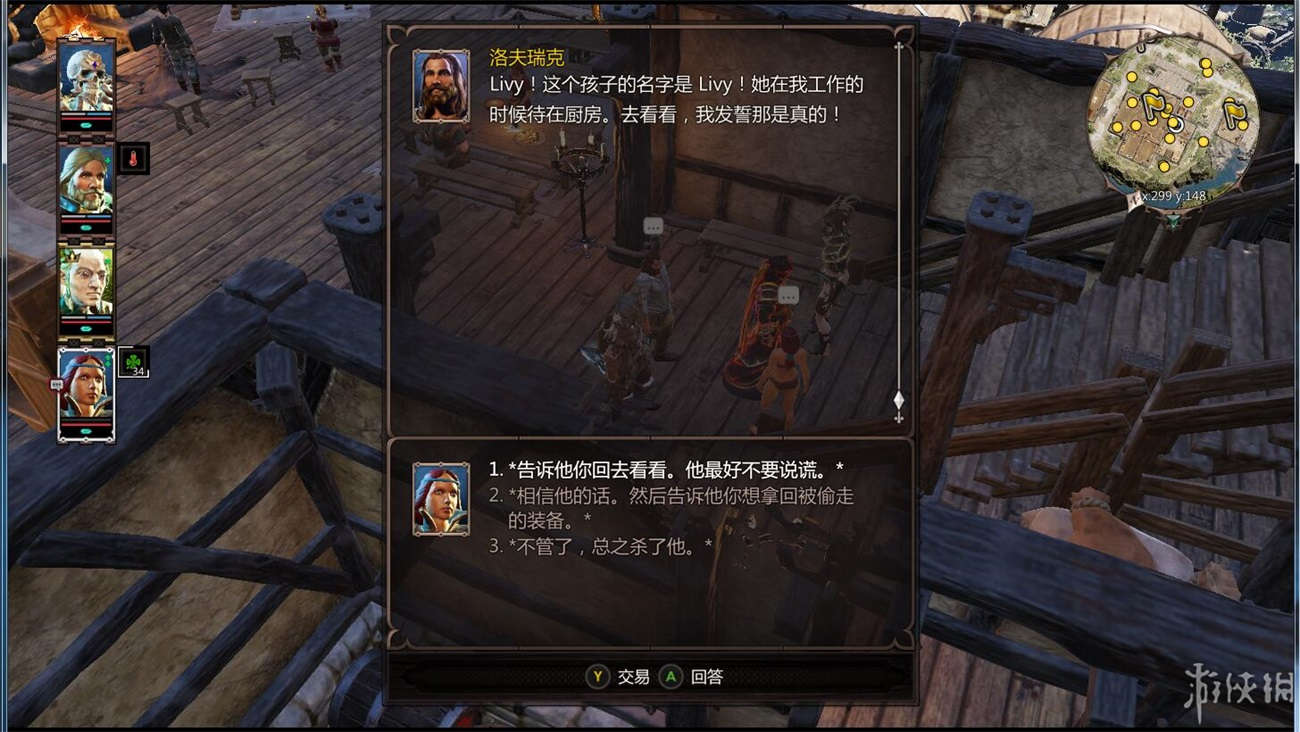 洛夫瑞克
Livy！这个孩子的名字是 Livy！她在我工作的
时候待在厨房。去看看，我发誓那是真的！
x:299 y:148
34
1. *告诉他你回去看看。他最好不要说谎。*
2. *相信他的话。然后告诉他你想拿回被偷走
的装备。*
3. *不管了，总之杀了他。*
Y 交易 A 回答
游侠网